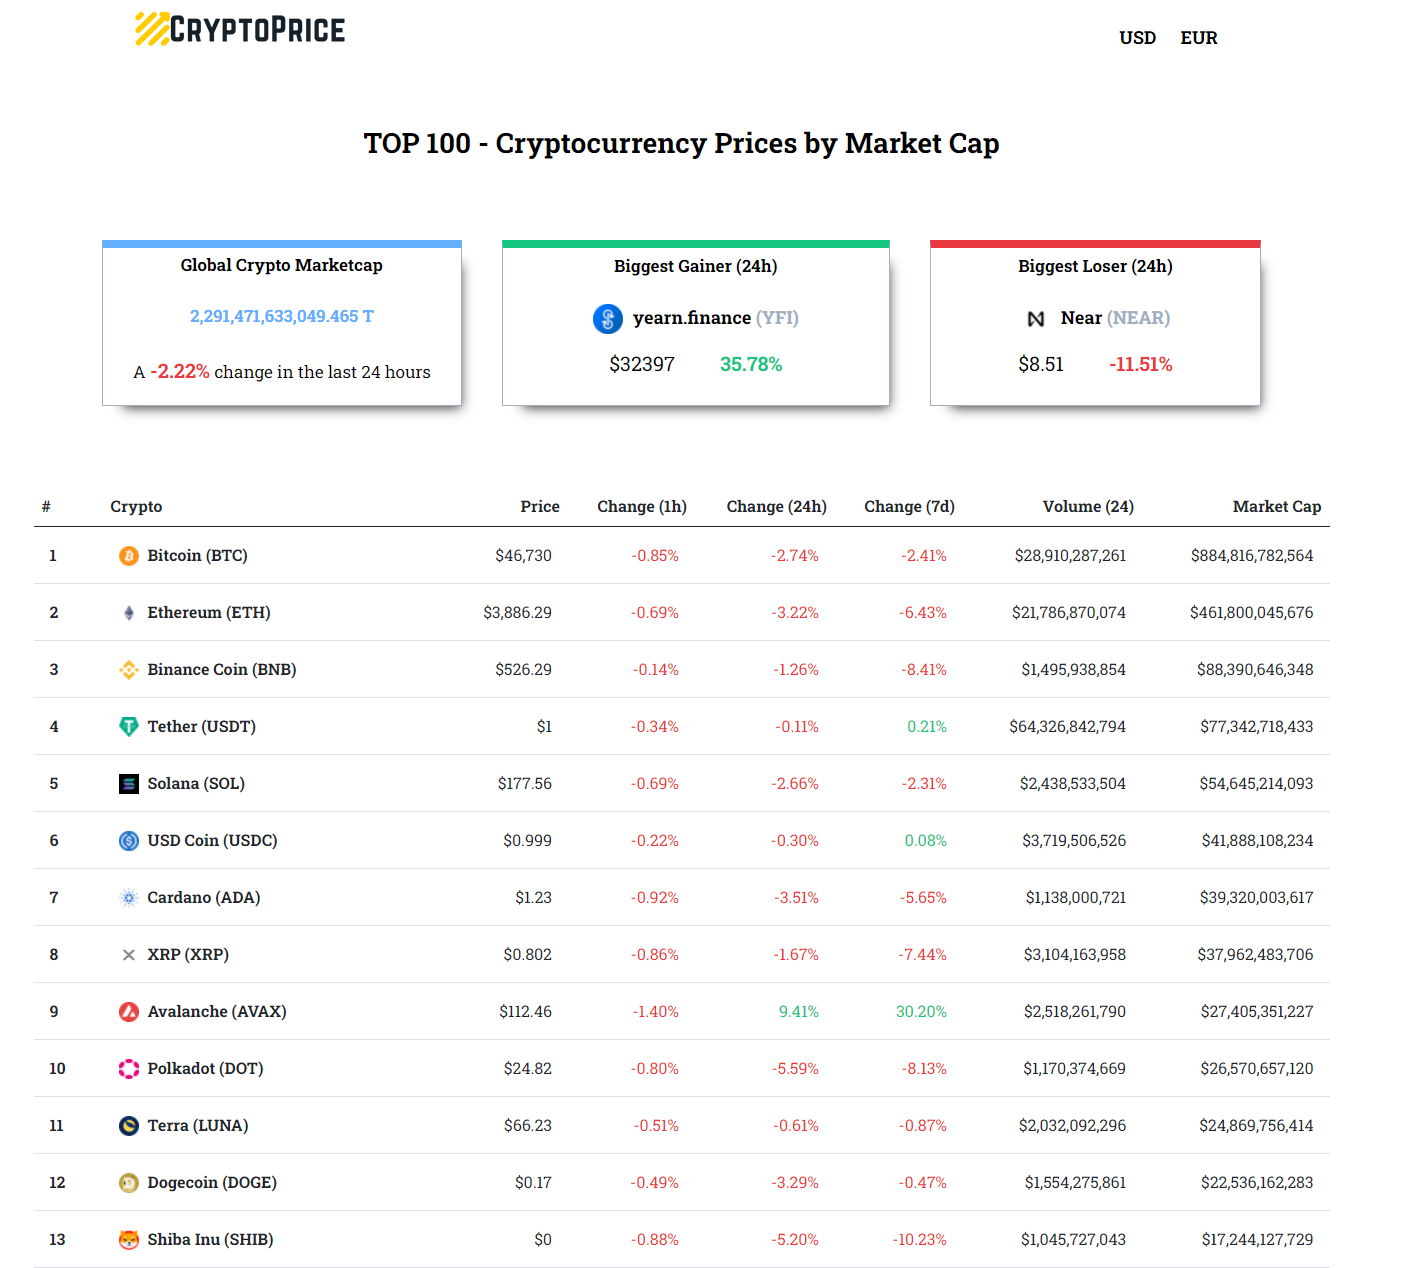 CRYPTOPRICE
USD EUR
TOP 100 - Cryptocurrency Prices by Market Cap
Global Crypto Marketcap
2,291,471,633,049.465 T
A -2.22% change in the last 24 hours
Biggest Gainer (24h)
yearn.finance (YFI)
$32397 35.78%
Biggest Loser (24h)
Near (NEAR)
$8.51 -11.51%
# Crypto Price Change (1h) Change (24h) Change (7d) Volume (24) Market Cap
1 Bitcoin (BTC) $46,730 -0.85% -2.74% -2.41% $28,910,287,261 $884,816,782,564
2 Ethereum (ETH) $3,886.29 -0.69% -3.22% -6.43% $21,786,870,074 $461,800,045,676
3 Binance Coin (BNB) $526.29 -0.14% -1.26% -8.41% $1,495,938,854 $88,390,646,348
4 Tether (USDT) $1 -0.34% -0.11% 0.21% $64,326,842,794 $77,342,718,433
5 Solana (SOL) $177.56 -0.69% -2.66% -2.31% $2,438,533,504 $54,645,214,093
6 USD Coin (USDC) $0.999 -0.22% -0.30% 0.08% $3,719,506,526 $41,888,108,234
7 Cardano (ADA) $1.23 -0.92% -3.51% -5.65% $1,138,000,721 $39,320,003,617
8 XRP (XRP) $0.802 -0.86% -1.67% -7.44% $3,104,163,958 $37,962,483,706
9 Avalanche (AVAX) $112.46 -1.40% 9.41% 30.20% $2,518,261,790 $27,405,351,227
10 Polkadot (DOT) $24.82 -0.80% -5.59% -8.13% $1,170,374,669 $26,570,657,120
11 Terra (LUNA) $66.23 -0.51% -0.61% -0.87% $2,032,092,296 $24,869,756,414
12 Dogecoin (DOGE) $0.17 -0.49% -3.29% -0.47% $1,554,275,861 $22,536,162,283
13 Shiba Inu (SHIB) $0 -0.88% -5.20% -10.23% $1,045,727,043 $17,244,127,729